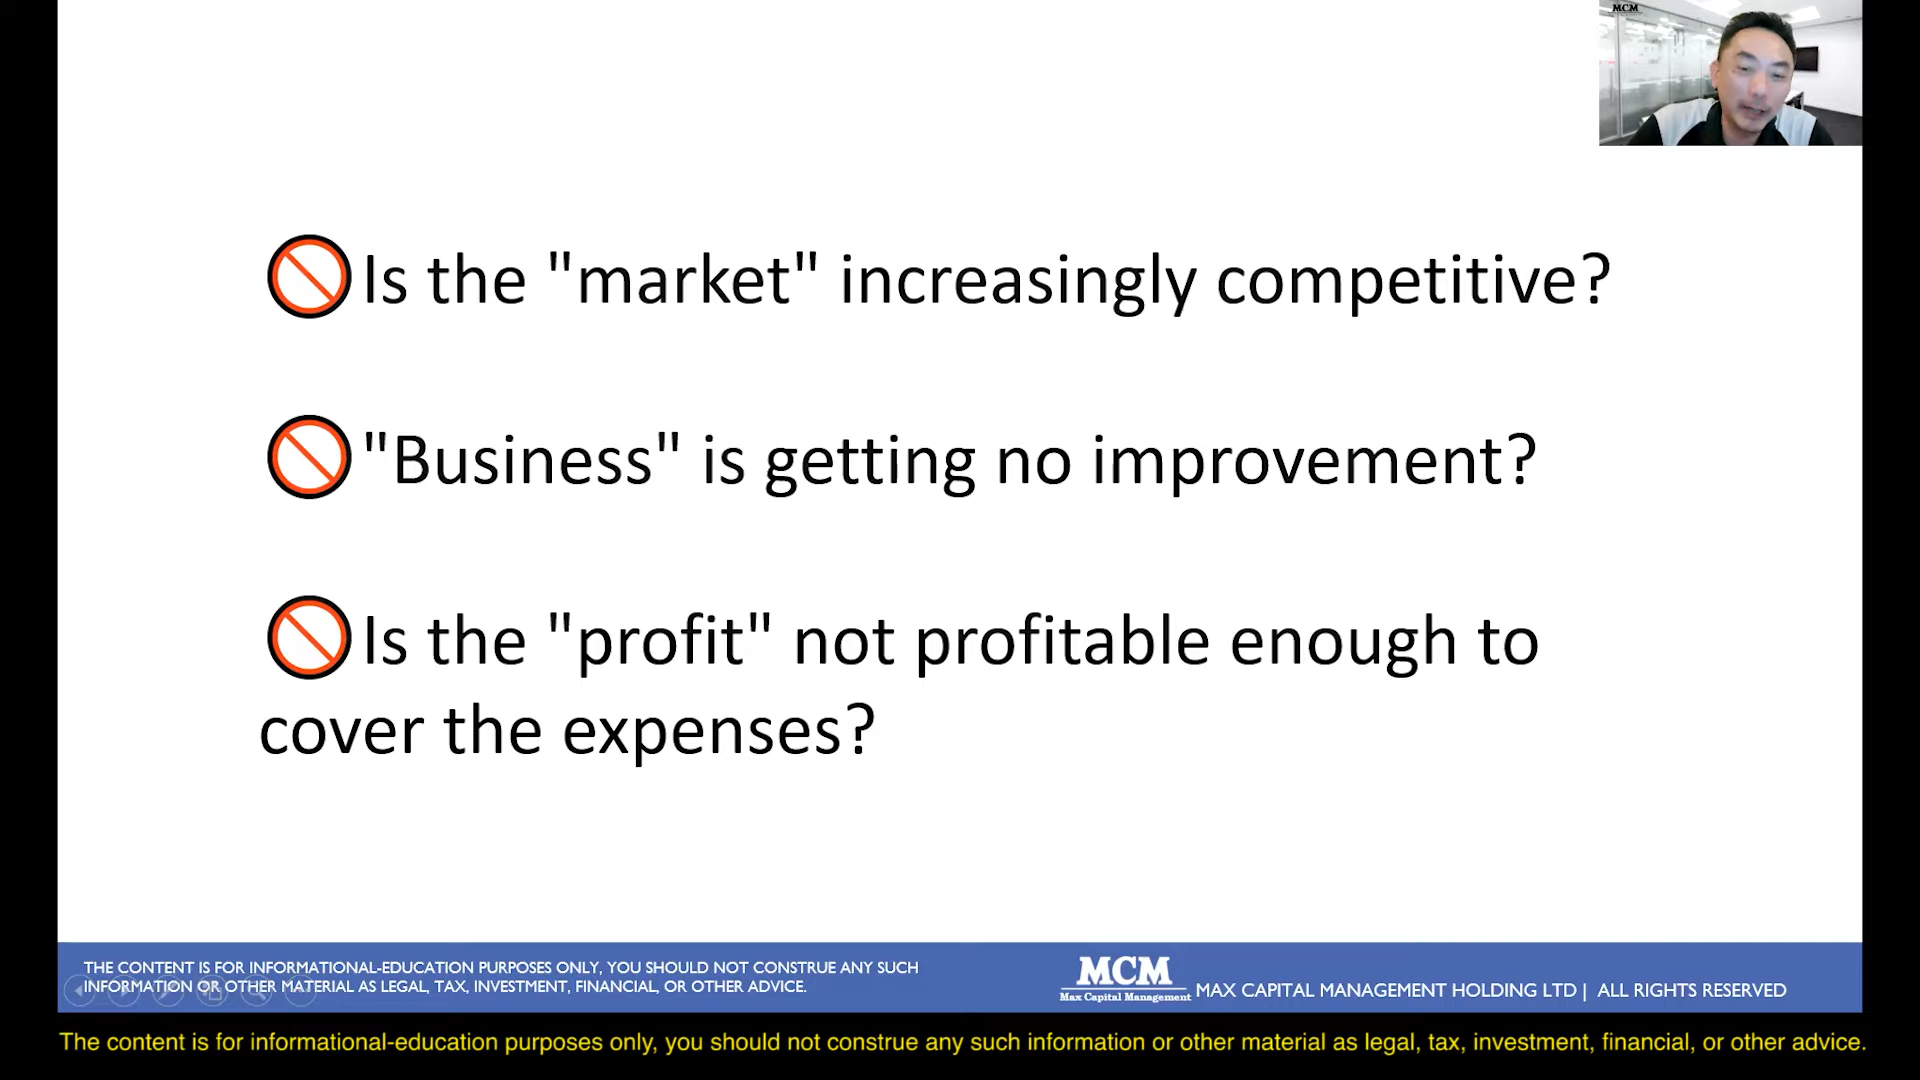 MCM
Is the "market" increasingly competitive?
"Business" is getting no improvement?
Is the "profit" not profitable enough to
cover the expenses?
THE CONTENT IS FOR INFORMATIONAL-EDUCATION PURPOSES ONLY, YOU SHOULD NOT CONSTRUE ANY SUCH
INFORMATION OR OTHER MATERIAL AS LEGAL, TAX, INVESTMENT, FINANCIAL, OR OTHER ADVICE.
MCM
Max Capital Management
MAX CAPITAL MANAGEMENT HOLDING LTD | ALL RIGHTS RESERVED
The content is for informational-education purposes only, you should not construe any such information or other material as legal, tax, investment, financial, or other advice.